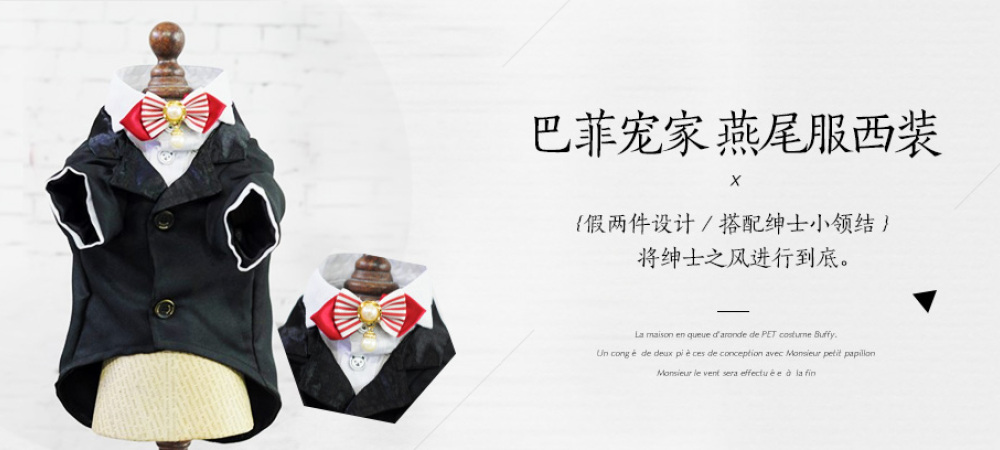 巴菲宠家 燕尾服西装
x
{假两件设计 / 搭配绅士小领结 }
将绅士之风进行到底。
La maison en queue d'aronde de PET costume Buffy.
Un cong é de deux pi è ces de conception avec Monsieur petit papillon
Monsieur le vent sera effectu é e à la fin